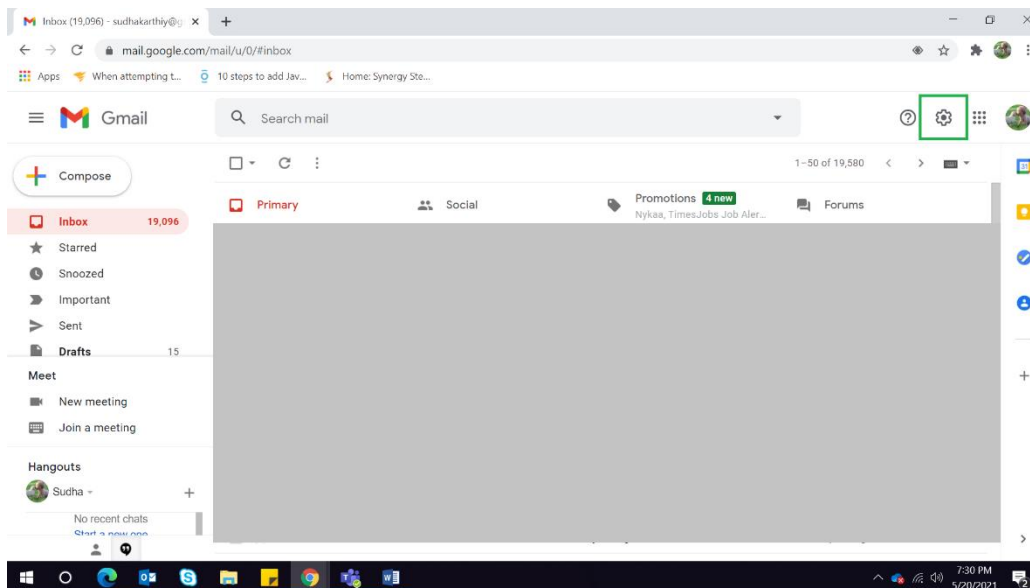 Inbox (19,096) - sudhakarthiy@g
mail.google.com/mail/u/0/#inbox
Apps When attempting t... 10 steps to add Jav... Home: Synergy Ste...
Gmail Search mail
Compose 1–50 of 19,580
Primary Social Promotions 4 new Forums
Nykaa, TimesJobs Job Aler...
Inbox 19,096
Starred
Snoozed
Important
Sent
Drafts 15
Meet
New meeting
Join a meeting
Hangouts
Sudha
No recent chats
Start a new one
7:30 PM
5/20/2021